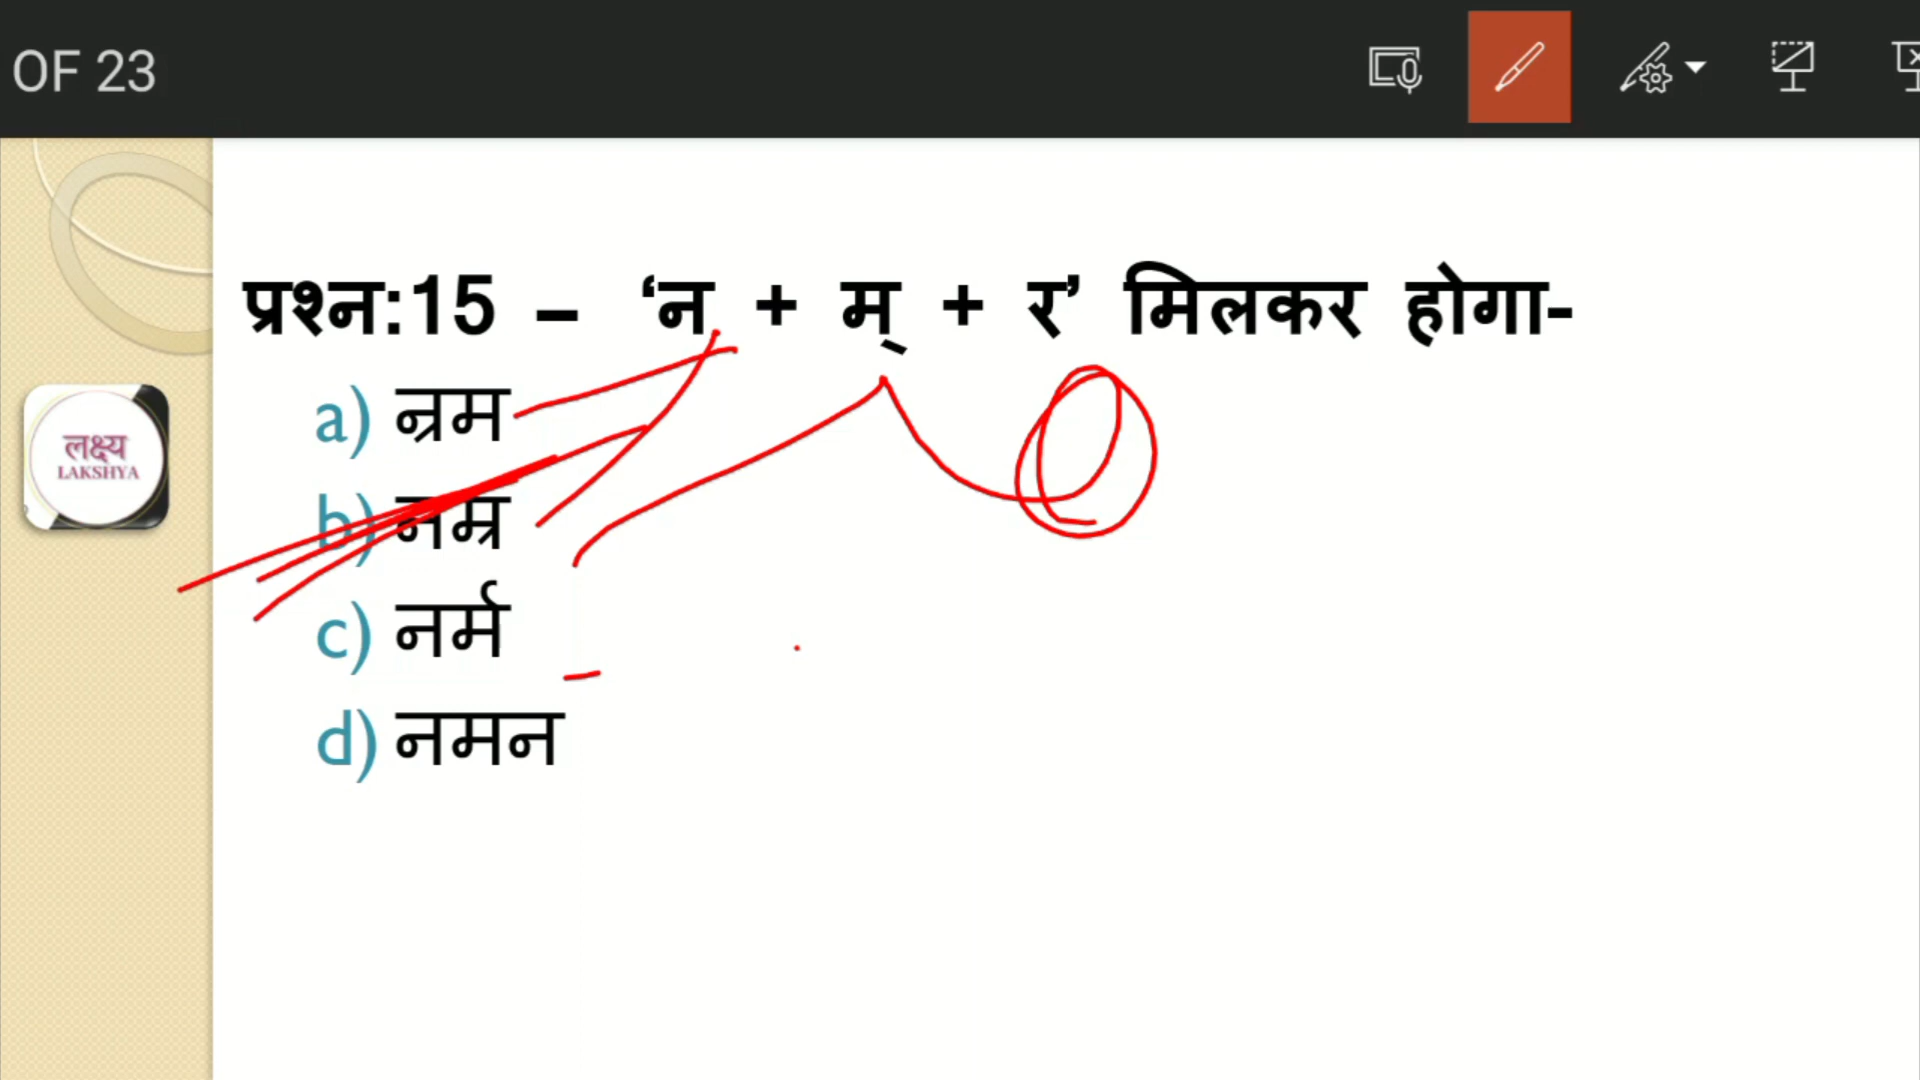 OF 23
प्रश्न:15 – ‘न + म् + र’ मिलकर होगा-
लक्ष्य
LAKSHYA
a) न्रम
b) नम्र
c) नर्म
d) नमन